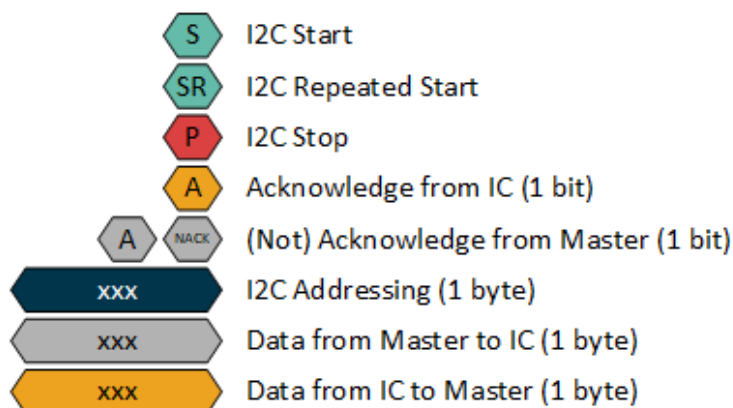 S I2C Start
SR I2C Repeated Start
P I2C Stop
A Acknowledge from IC (1 bit)
A NACK (Not) Acknowledge from Master (1 bit)
xxx I2C Addressing (1 byte)
xxx Data from Master to IC (1 byte)
xxx Data from IC to Master (1 byte)